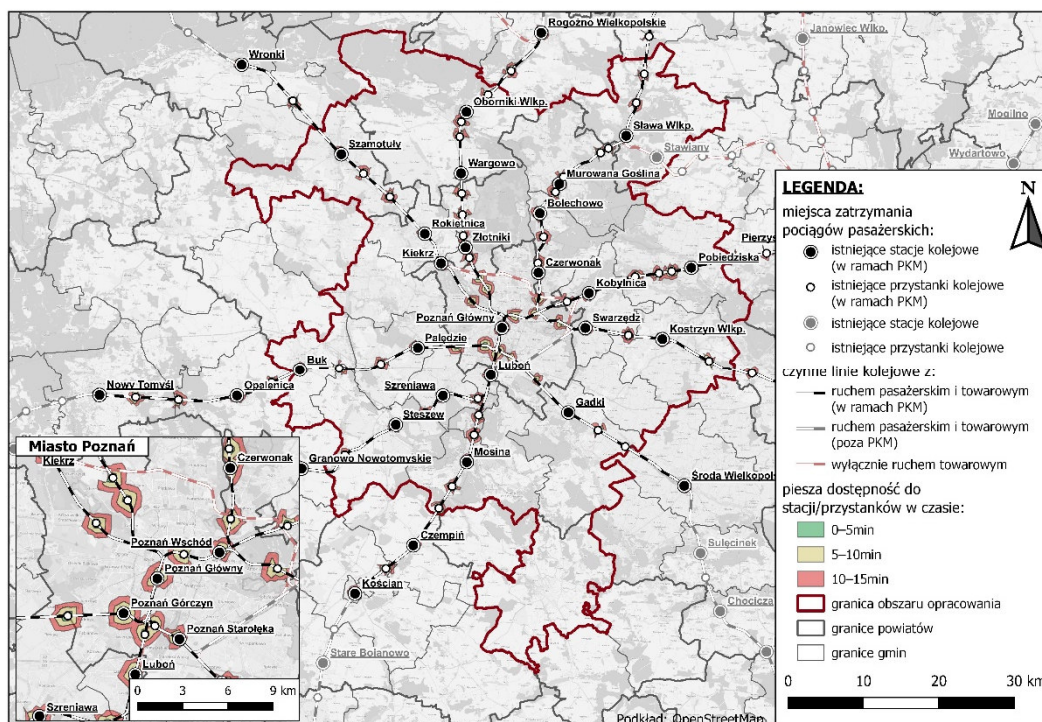 Rogoźno Wielkopolskie
Janowiec Wlkp.
Wronki
Oborniki Wlkp.
Mogilno
Sława Wlkp.
Szamotuły
Stawiany
Wydartowo
Wargowo
Murowana Goślina
Bolechowo
Rokietnica
Złotniki
Kiekrz
Pierzys
Czerwonak
Pobiedziska
Kobylnica
Poznań Główny
Swarzędz
Kostrzyn Wlkp.
Palędzie
Buk
Luboń
Nowy Tomyśl
Opalenica
Szreniawa
Gądki
Stęszew
Mosina
Granowo Nowotomyskie
Środa Wielkopol
Czempiń
Sulęcinek
Kościan
Chocicza
Stare Bojanowo
Podkład: OpenStreetMap
Miasto Poznań
Kiekrz
Czerwonak
Poznań Wschód
Poznań Główny
Poznań Górczyn
Poznań Starołęka
Luboń
Szreniawa
0 3 6 9 km
LEGENDA:
N
miejsca zatrzymania
pociągów pasażerskich:
istniejące stacje kolejowe
(w ramach PKM)
istniejące przystanki kolejowe
(w ramach PKM)
istniejące stacje kolejowe
istniejące przystanki kolejowe
czynne linie kolejowe z:
ruchem pasażerskim i towarowym
(w ramach PKM)
ruchem pasażerskim i towarowym
(poza PKM)
wyłącznie ruchem towarowym
piesza dostępność do
stacji/przystanków w czasie:
0–5min
5–10min
10–15min
granica obszaru opracowania
granice powiatów
granice gmin
0 10 20 30 km